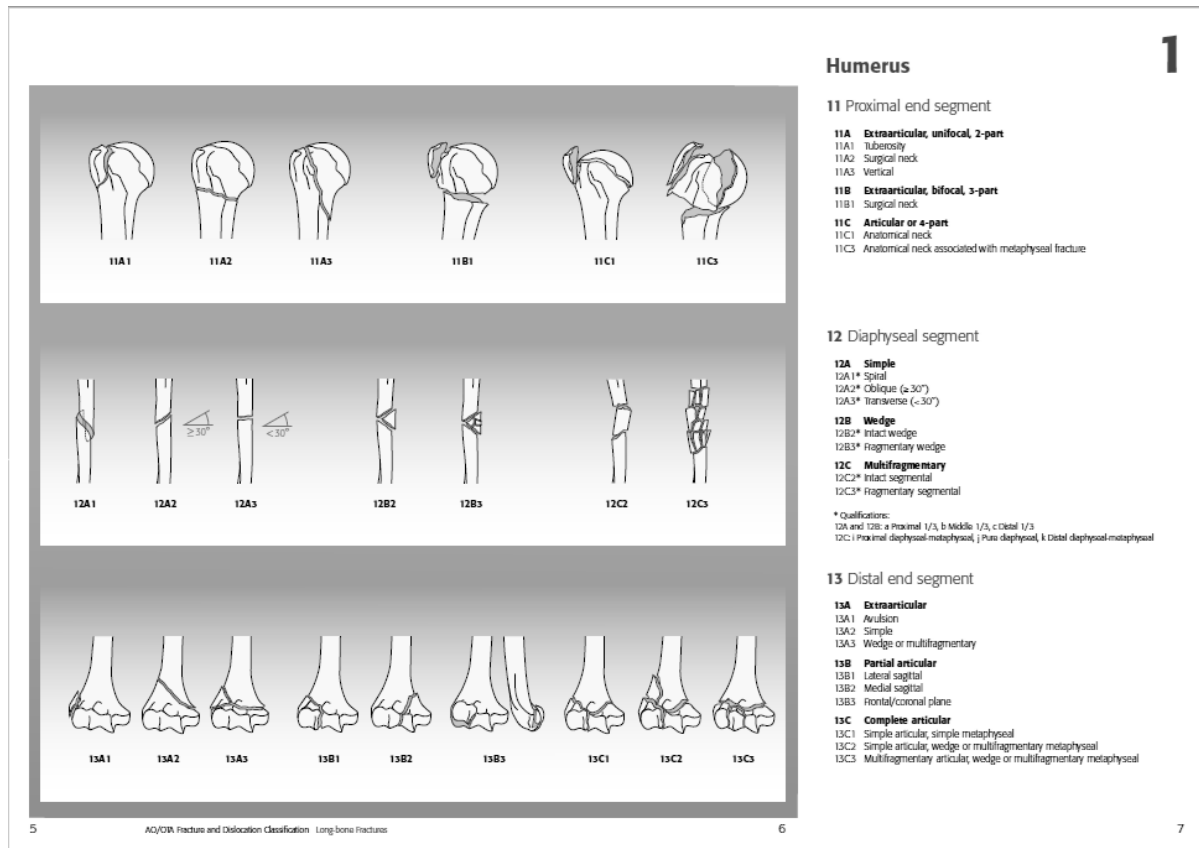 1
Humerus
11A1 11A2 11A3 11B1 11C1 11C3
≥30° <30°
12A1 12A2 12A3 12B2 12B3 12C2 12C3
13A1 13A2 13A3 13B1 13B2 13B3 13C1 13C2 13C3
11 Proximal end segment
11A Extraarticular, unifocal, 2-part
11A1 Tuberosity
11A2 Surgical neck
11A3 Vertical
11B Extraarticular, bifocal, 3-part
11B1 Surgical neck
11C Articular or 4-part
11C1 Anatomical neck
11C3 Anatomical neck associated with metaphyseal fracture
12 Diaphyseal segment
12A Simple
12A1* Spiral
12A2* Oblique (≥30°)
12A3* Transverse (<30°)
12B Wedge
12B2* Intact wedge
12B3* Fragmentary wedge
12C Multifragmentary
12C2* Intact segmental
12C3* Fragmentary segmental
* Qualifications:
12A and 12B: a Proximal 1/3, b Middle 1/3, c Distal 1/3
12C: i Proximal diaphyseal-metaphyseal, j Pure diaphyseal, k Distal diaphyseal-metaphyseal
13 Distal end segment
13A Extraarticular
13A1 Avulsion
13A2 Simple
13A3 Wedge or multifragmentary
13B Partial articular
13B1 Lateral sagittal
13B2 Medial sagittal
13B3 Frontal/coronal plane
13C Complete articular
13C1 Simple articular, simple metaphyseal
13C2 Simple articular, wedge or multifragmentary metaphyseal
13C3 Multifragmentary articular, wedge or multifragmentary metaphyseal
5 AO/OTA Fracture and Dislocation Classification Long-bone Fractures 6 7